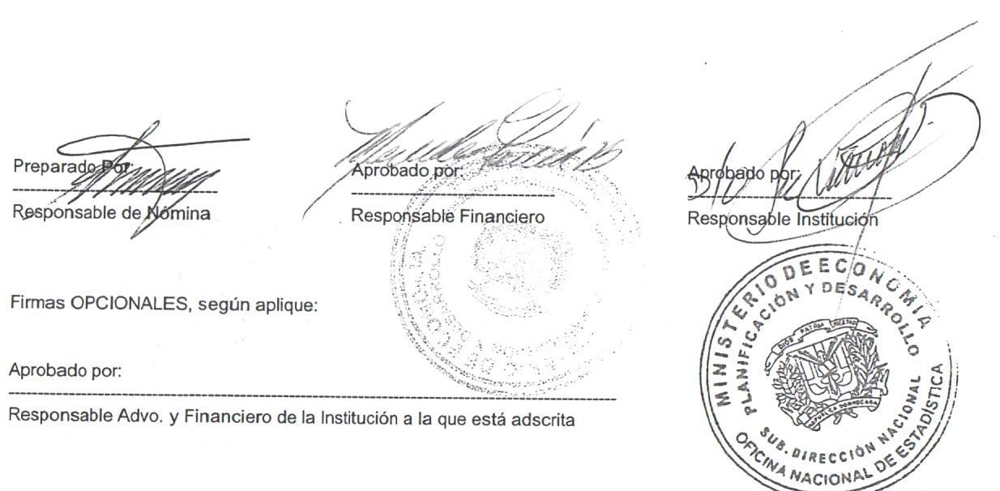 Preparado Por:
Responsable de Nómina
Aprobado por:
Responsable Financiero
Aprobado por:
Responsable Institución
Firmas OPCIONALES, según aplique:
Aprobado por:
Responsable Advo. y Financiero de la Institución a la que está adscrita
MINISTERIO DE ECONOMIA
PLANIFICACIÓN Y DESARROLLO
DIOS PATRIA LIBERTAD
REPUBLICA DOMINICANA
SUB. DIRECCIÓN NACIONAL
OFICINA NACIONAL DE ESTADÍSTICA